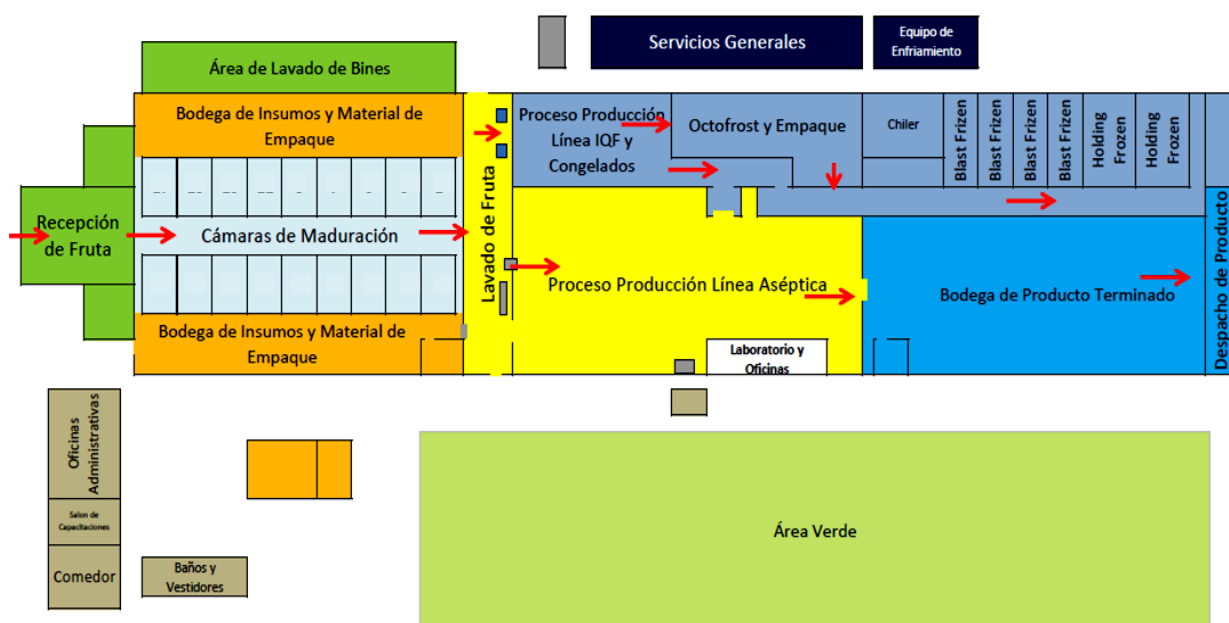 Servicios Generales
Equipo de
Enfriamiento
Área de Lavado de Bines
Bodega de Insumos y Material de
Empaque
Proceso Producción
Línea IQF y
Congelados
Octofrost y Empaque
Chiler
Blast Frizen
Blast Frizen
Blast Frizen
Blast Frizen
Holding
Frozen
Holding
Frozen
Recepción
de Fruta
Cámaras de Maduración
Lavado de Fruta
Proceso Producción Línea Aséptica
Bodega de Producto Terminado
Despacho de Producto
Bodega de Insumos y Material de
Empaque
Laboratorio y
Oficinas
Oficinas
Administrativas
Salon de
Capacitaciones
Comedor
Baños y
Vestidores
Área Verde